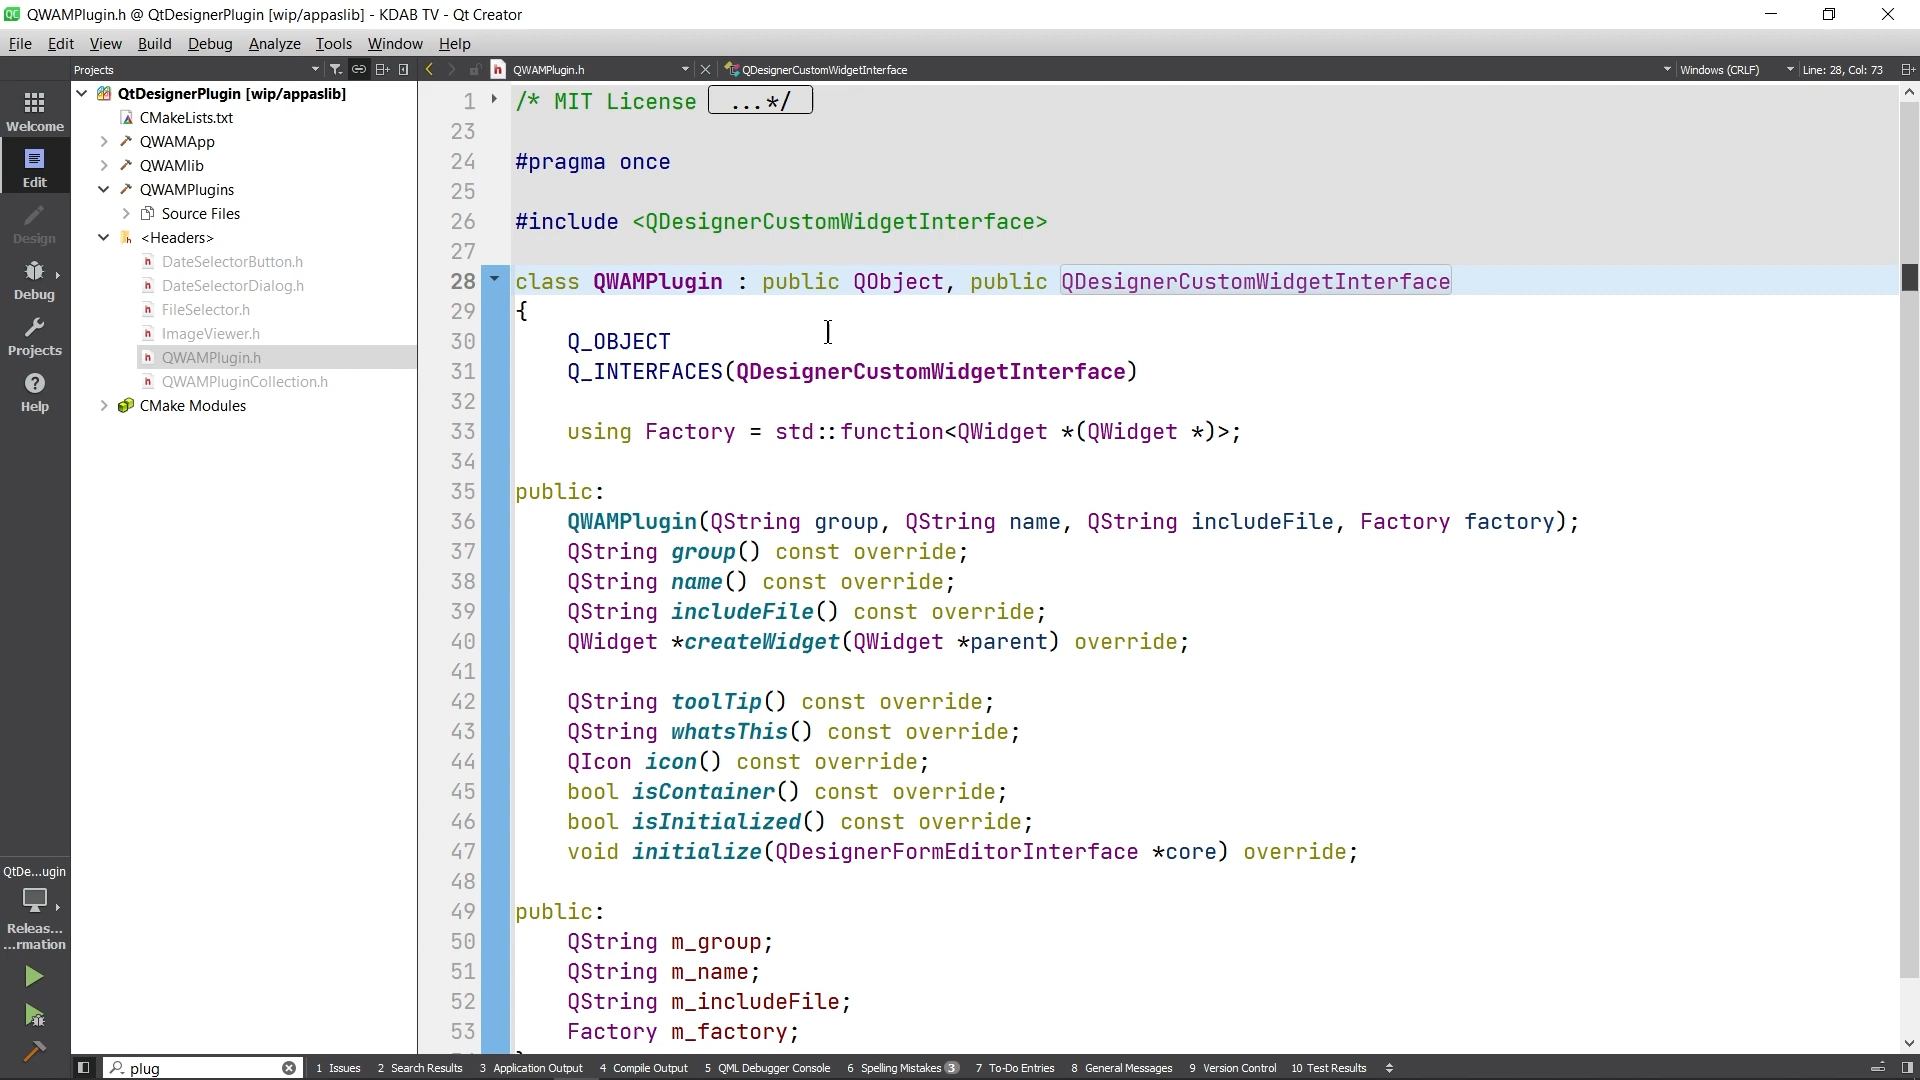 QWAMPlugin.h @ QtDesignerPlugin [wip/appaslib] - KDAB TV - Qt Creator
File Edit View Build Debug Analyze Tools Window Help
Projects
QWAMPlugin.h
QDesignerCustomWidgetInterface
Windows (CRLF)
Line: 28, Col: 73
Welcome
Edit
Design
Debug
Projects
Help
QtDe...ugin
Releas...
...rmation
QtDesignerPlugin [wip/appaslib]
CMakeLists.txt
QWAMApp
QWAMlib
QWAMPlugins
Source Files
<Headers>
DateSelectorButton.h
DateSelectorDialog.h
FileSelector.h
ImageViewer.h
QWAMPlugin.h
QWAMPluginCollection.h
CMake Modules
1 /* MIT License ...*/
23
24 #pragma once
25
26 #include <QDesignerCustomWidgetInterface>
27
28 class QWAMPlugin : public QObject, public QDesignerCustomWidgetInterface
29 {
30 Q_OBJECT
31 Q_INTERFACES(QDesignerCustomWidgetInterface)
32
33 using Factory = std::function<QWidget *(QWidget *)>;
34
35 public:
36 QWAMPlugin(QString group, QString name, QString includeFile, Factory factory);
37 QString group() const override;
38 QString name() const override;
39 QString includeFile() const override;
40 QWidget *createWidget(QWidget *parent) override;
41
42 QString toolTip() const override;
43 QString whatsThis() const override;
44 QIcon icon() const override;
45 bool isContainer() const override;
46 bool isInitialized() const override;
47 void initialize(QDesignerFormEditorInterface *core) override;
48
49 public:
50 QString m_group;
51 QString m_name;
52 QString m_includeFile;
53 Factory m_factory;
plug
1 Issues 2 Search Results 3 Application Output 4 Compile Output 5 QML Debugger Console 6 Spelling Mistakes 3 7 To-Do Entries 8 General Messages 9 Version Control 10 Test Results